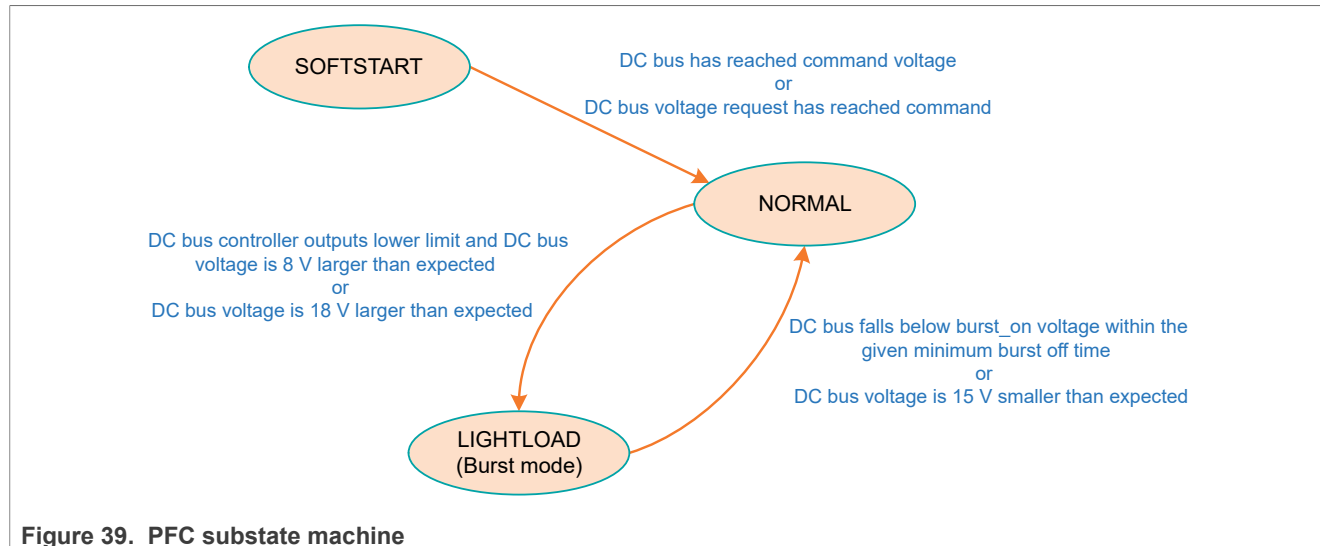 SOFTSTART
DC bus has reached command voltage
or
DC bus voltage request has reached command
NORMAL
DC bus controller outputs lower limit and DC bus
voltage is 8 V larger than expected
or
DC bus voltage is 18 V larger than expected
DC bus falls below burst_on voltage within the
given minimum burst off time
or
DC bus voltage is 15 V smaller than expected
LIGHTLOAD
(Burst mode)
Figure 39. PFC substate machine